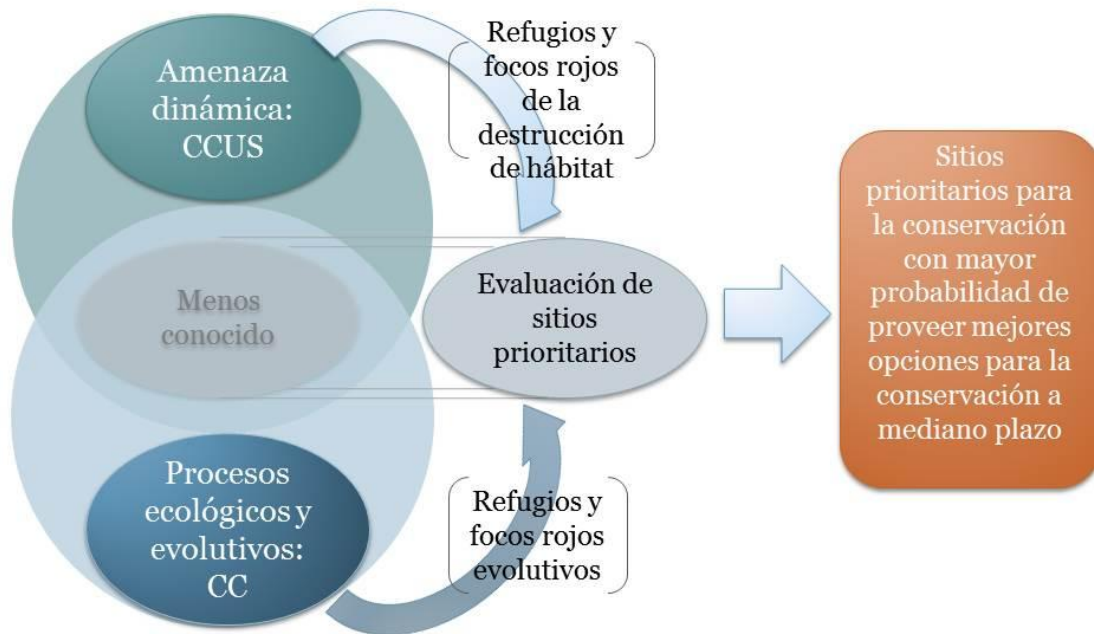 Amenaza
dinámica:
CCUS
Refugios y
focos rojos
de la
destrucción
de hábitat
Menos
conocido
Evaluación de
sitios
prioritarios
Procesos
ecológicos y
evolutivos:
CC
Refugios y
focos rojos
evolutivos
Sitios
prioritarios para
la conservación
con mayor
probabilidad de
proveer mejores
opciones para la
conservación a
mediano plazo